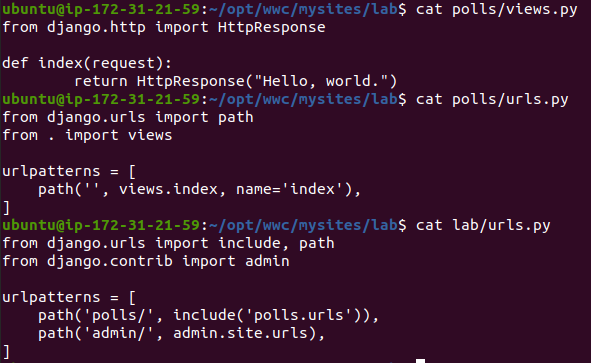 ubuntu@ip-172-31-21-59:~/opt/wwc/mysites/lab$ cat polls/views.py
from django.http import HttpResponse

def index(request):
        return HttpResponse("Hello, world.")
ubuntu@ip-172-31-21-59:~/opt/wwc/mysites/lab$ cat polls/urls.py
from django.urls import path
from . import views

urlpatterns = [
    path('', views.index, name='index'),
]
ubuntu@ip-172-31-21-59:~/opt/wwc/mysites/lab$ cat lab/urls.py
from django.urls import include, path
from django.contrib import admin

urlpatterns = [
    path('polls/', include('polls.urls')),
    path('admin/', admin.site.urls),
]